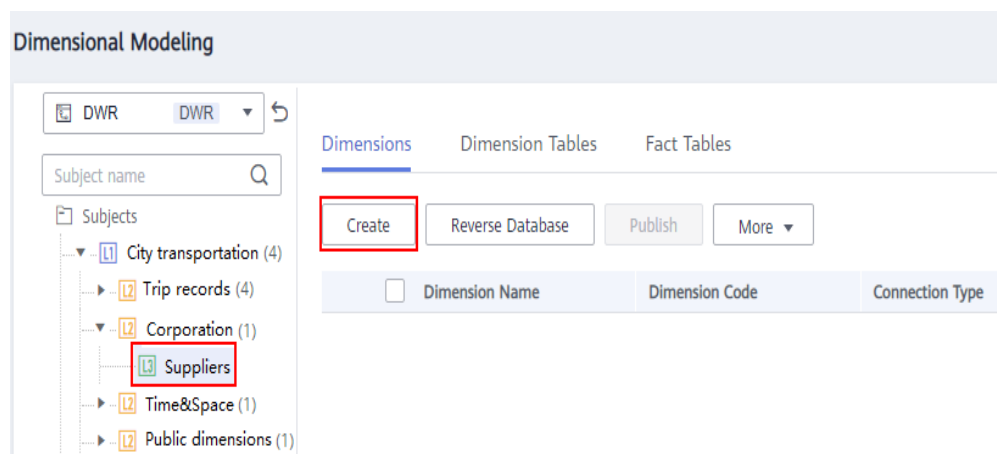 Dimensional Modeling
DWR DWR
Subject name
Subjects
L1 City transportation (4)
L2 Trip records (4)
L2 Corporation (1)
L3 Suppliers
L2 Time&Space (1)
L2 Public dimensions (1)
Dimensions Dimension Tables Fact Tables
Create Reverse Database Publish More
Dimension Name Dimension Code Connection Type